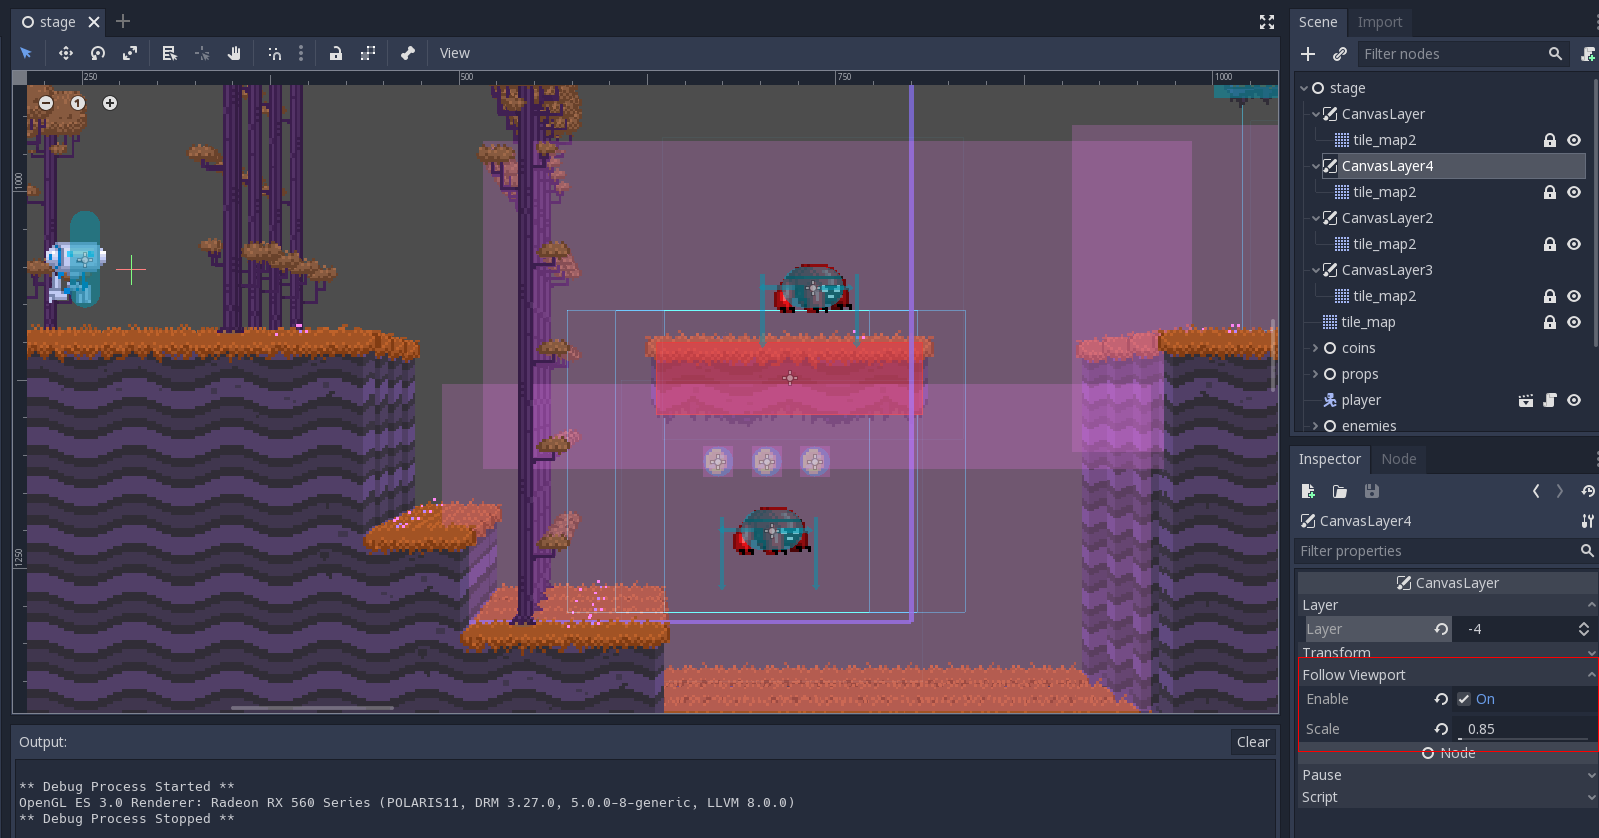 stage
Scene
Import
View
Filter nodes
250
500
750
1000
1
stage
CanvasLayer
tile_map2
CanvasLayer4
tile_map2
CanvasLayer2
tile_map2
CanvasLayer3
tile_map2
tile_map
coins
props
player
enemies
1000
1250
Inspector
Node
CanvasLayer4
Filter properties
CanvasLayer
Layer
Layer
-4
Transform
Follow Viewport
Enable
On
Scale
0.85
Node
Pause
Script
Output:
Clear
** Debug Process Started **
OpenGL ES 3.0 Renderer: Radeon RX 560 Series (POLARIS11, DRM 3.27.0, 5.0.0-8-generic, LLVM 8.0.0)
** Debug Process Stopped **